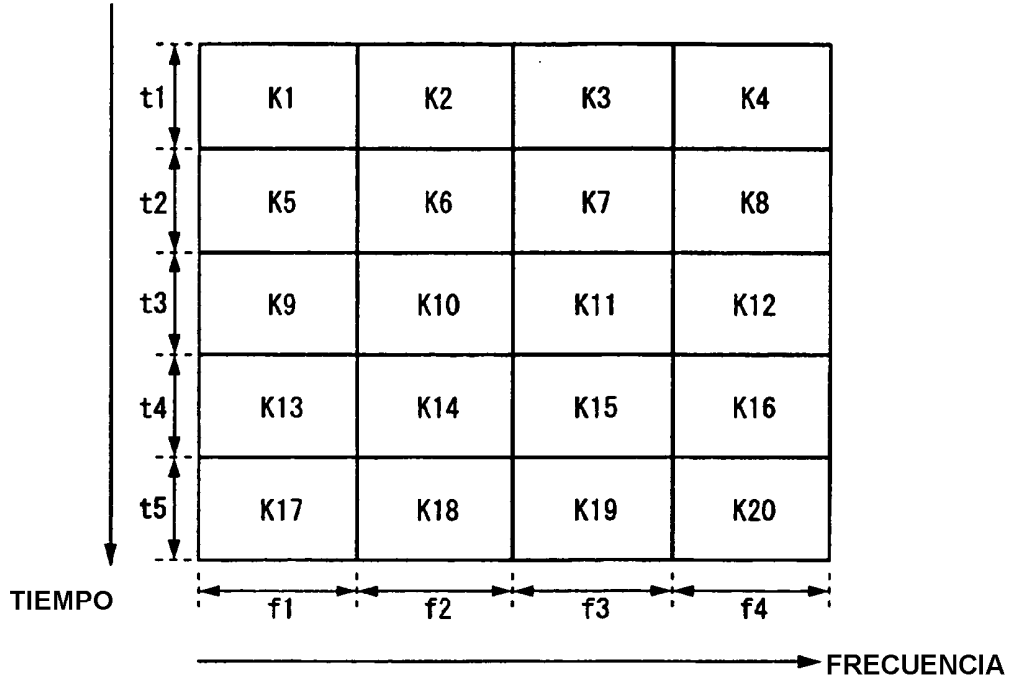 t1 K1 K2 K3 K4
t2 K5 K6 K7 K8
t3 K9 K10 K11 K12
t4 K13 K14 K15 K16
t5 K17 K18 K19 K20
TIEMPO
f1 f2 f3 f4
FRECUENCIA